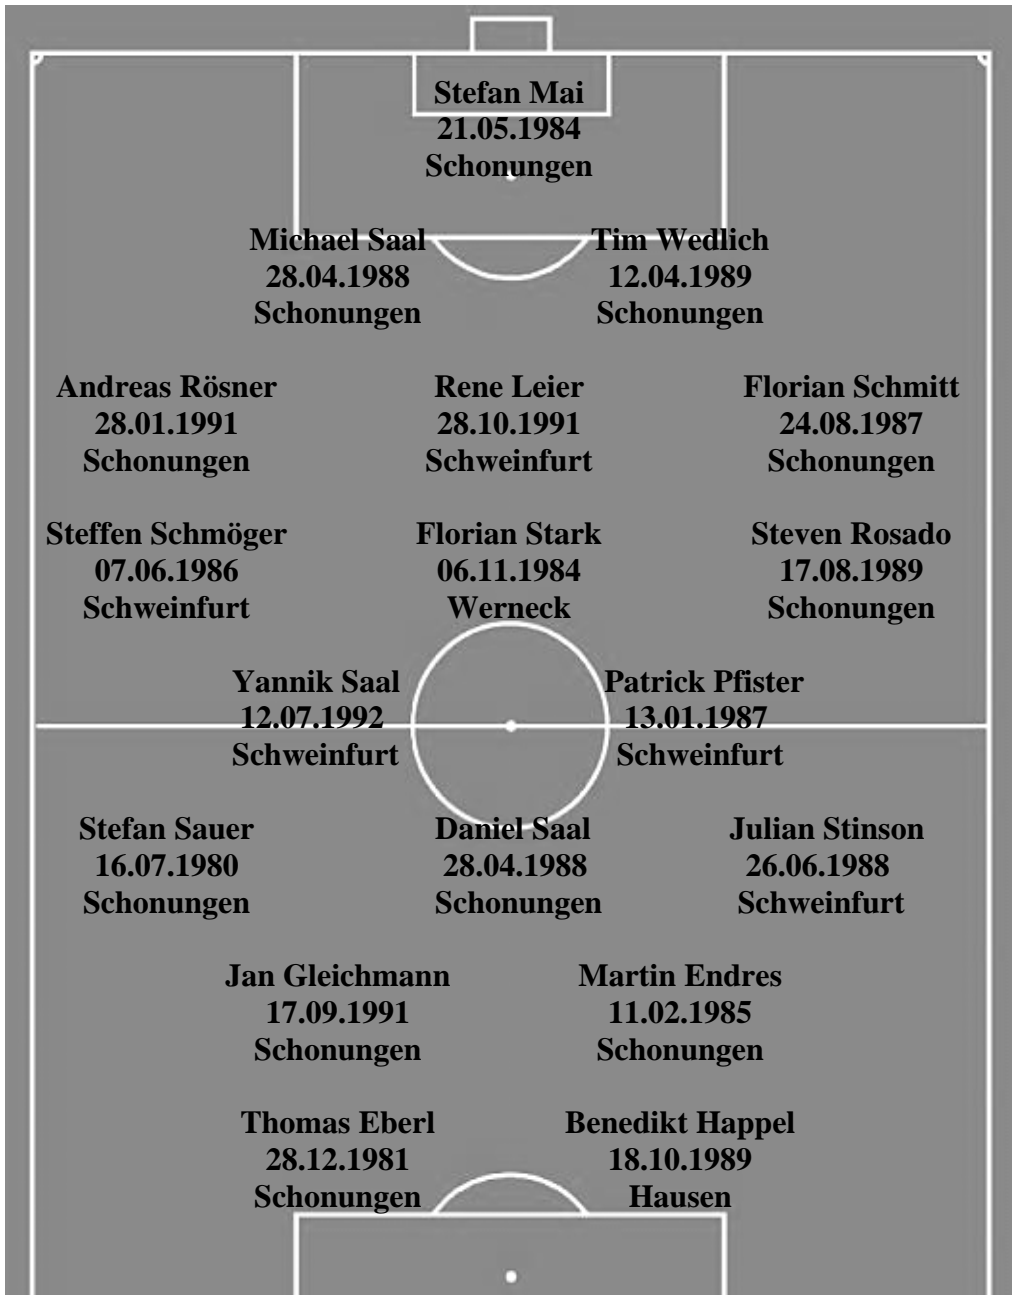 Stefan Mai
21.05.1984
Schonungen
Michael Saal
28.04.1988
Schonungen
Tim Wedlich
12.04.1989
Schonungen
Andreas Rösner
28.01.1991
Schonungen
Rene Leier
28.10.1991
Schweinfurt
Florian Schmitt
24.08.1987
Schonungen
Steffen Schmöger
07.06.1986
Schweinfurt
Florian Stark
06.11.1984
Werneck
Steven Rosado
17.08.1989
Schonungen
Yannik Saal
12.07.1992
Schweinfurt
Patrick Pfister
13.01.1987
Schweinfurt
Stefan Sauer
16.07.1980
Schonungen
Daniel Saal
28.04.1988
Schonungen
Julian Stinson
26.06.1988
Schweinfurt
Jan Gleichmann
17.09.1991
Schonungen
Martin Endres
11.02.1985
Schonungen
Thomas Eberl
28.12.1981
Schonungen
Benedikt Happel
18.10.1989
Hausen